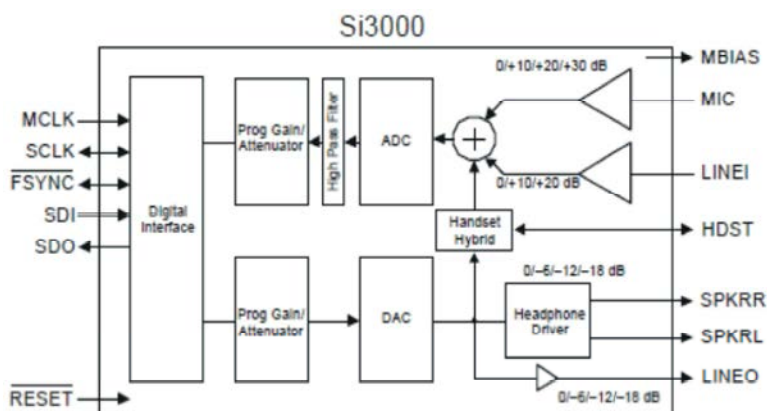 Si3000
0/+10/+20/+30 dB
MBIAS
MCLK
MIC
SCLK
Prog Gain/
Attenuator
High Pass Filter
ADC
+
FSYNC
0/+10/+20 dB
LINEI
SDI
Digital
Interface
Handset
Hybrid
HDST
SDO
0/–6/–12/–18 dB
Prog Gain/
Attenuator
DAC
Headphone
Driver
SPKRR
SPKRL
LINEO
RESET
0/–6/–12/–18 dB